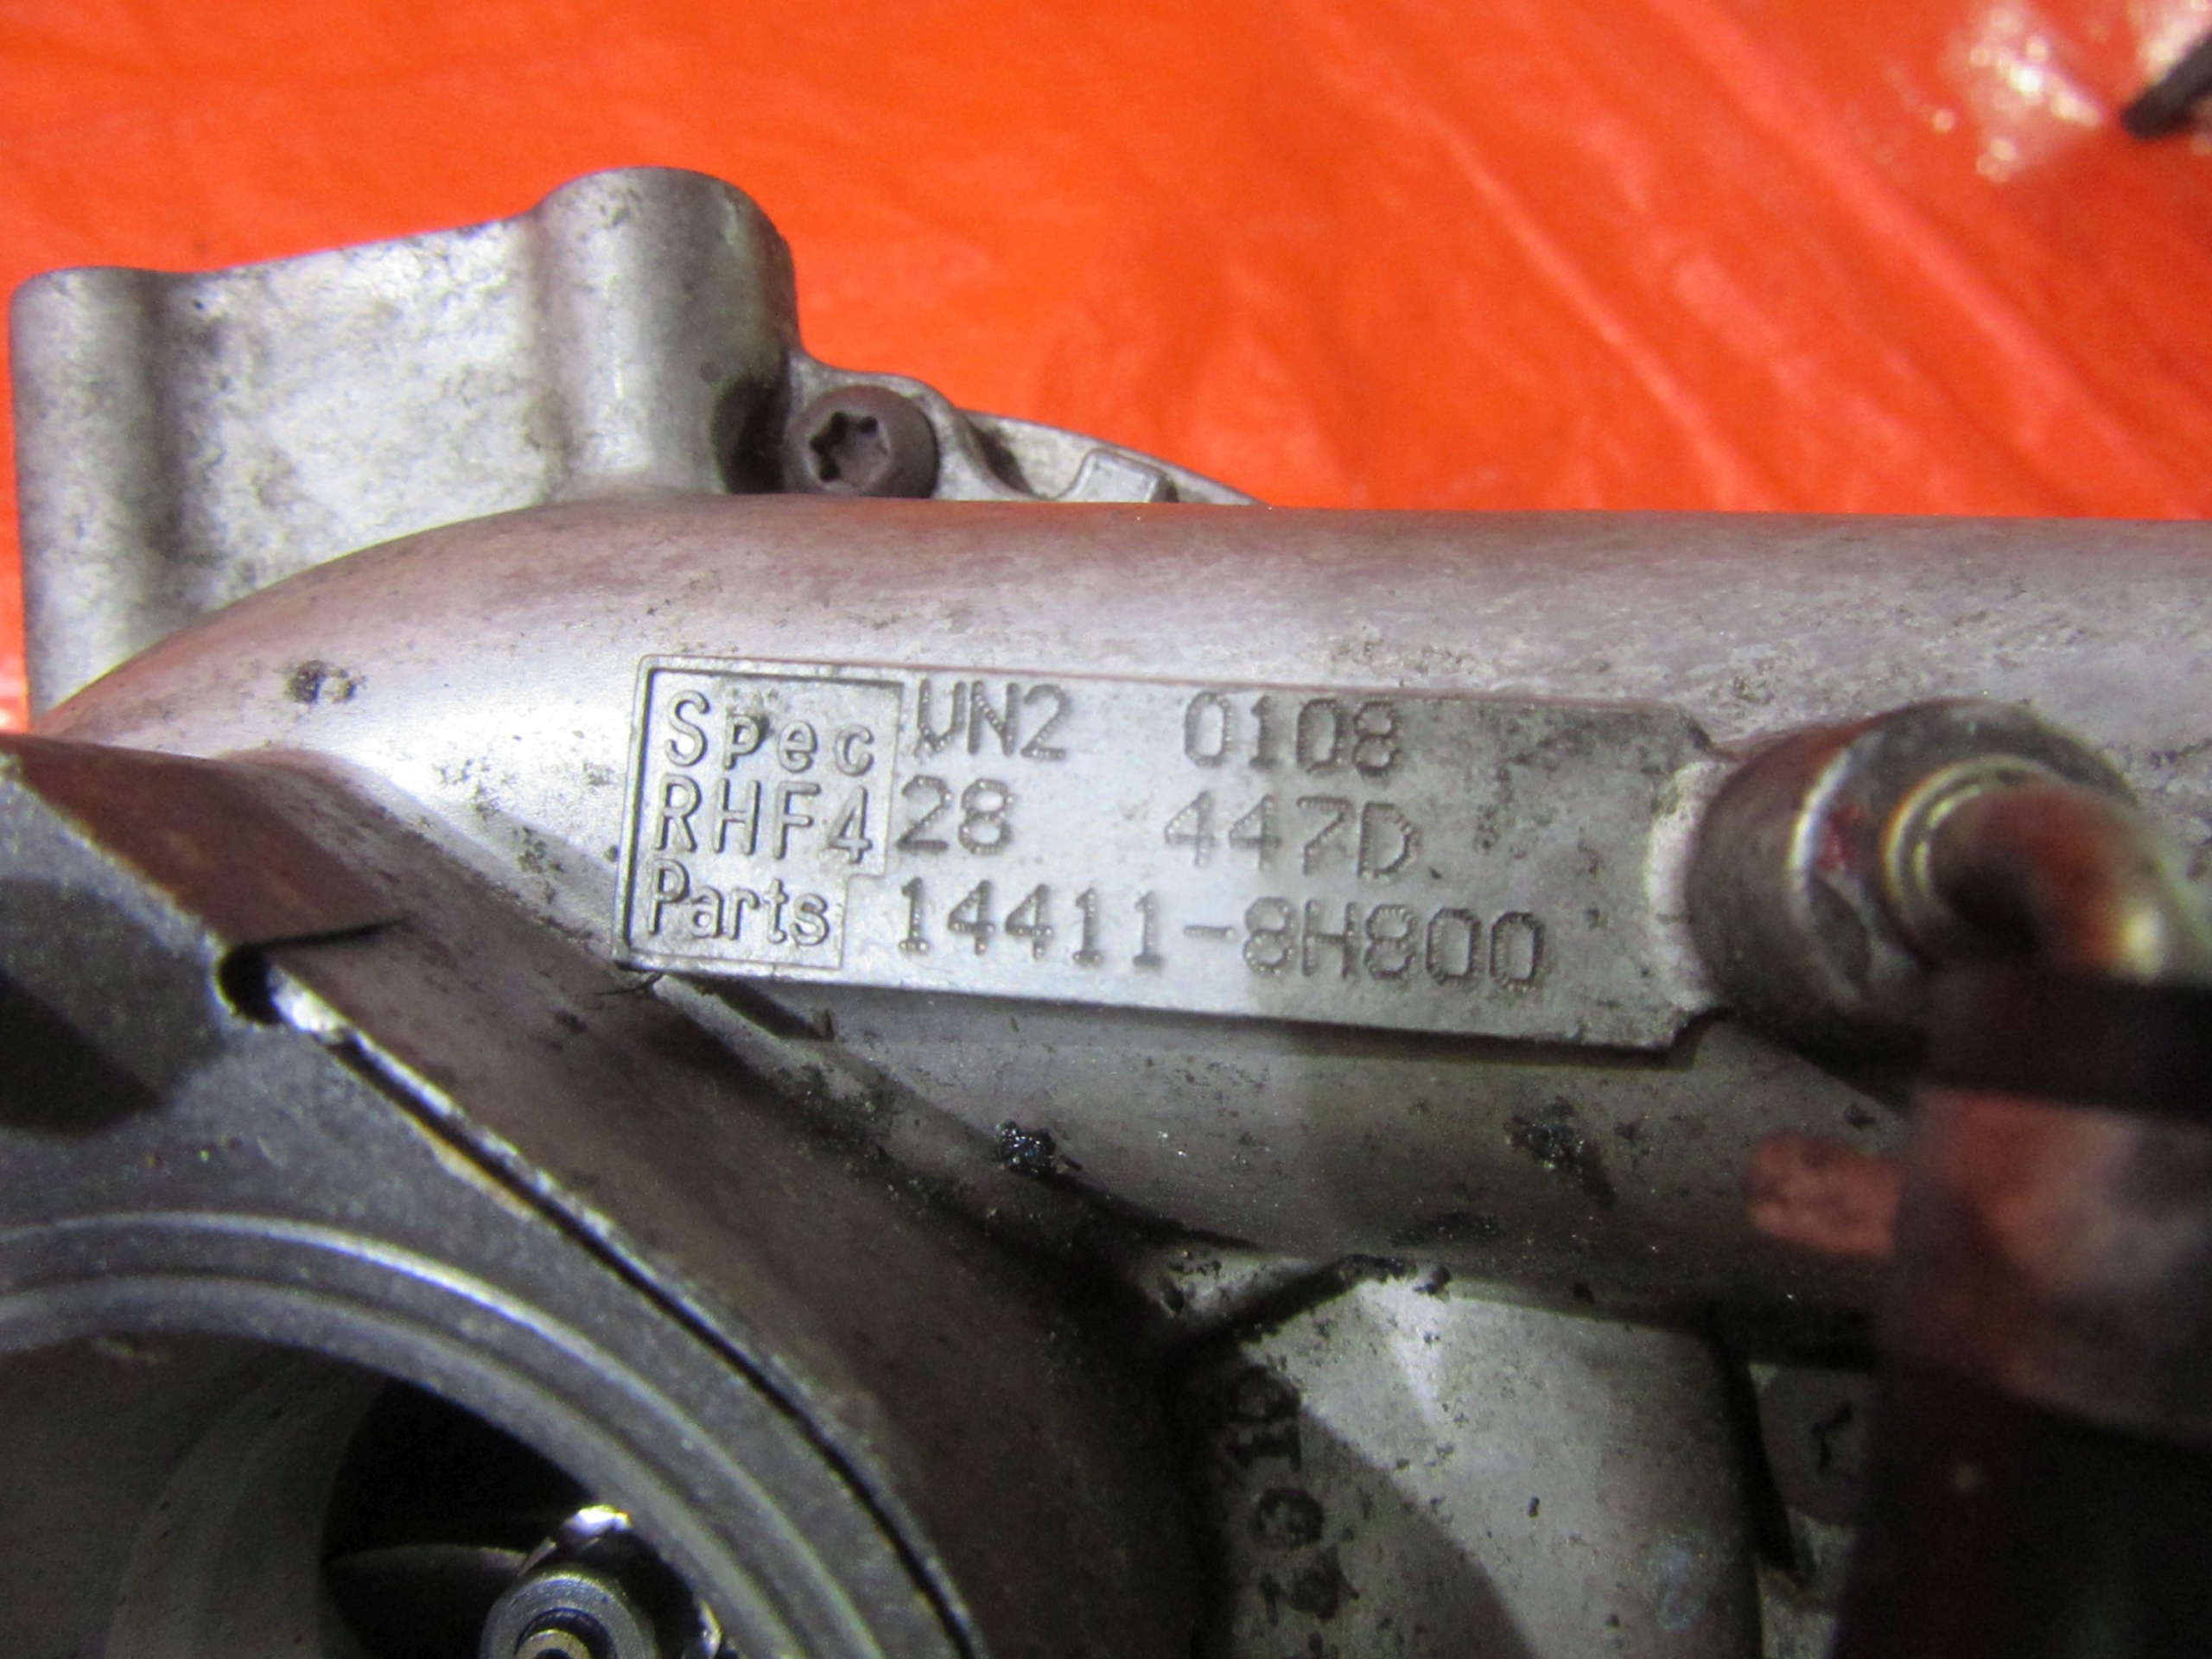 Spec VN2 0108
RHF4 28 447D.
Parts 14411-8H800